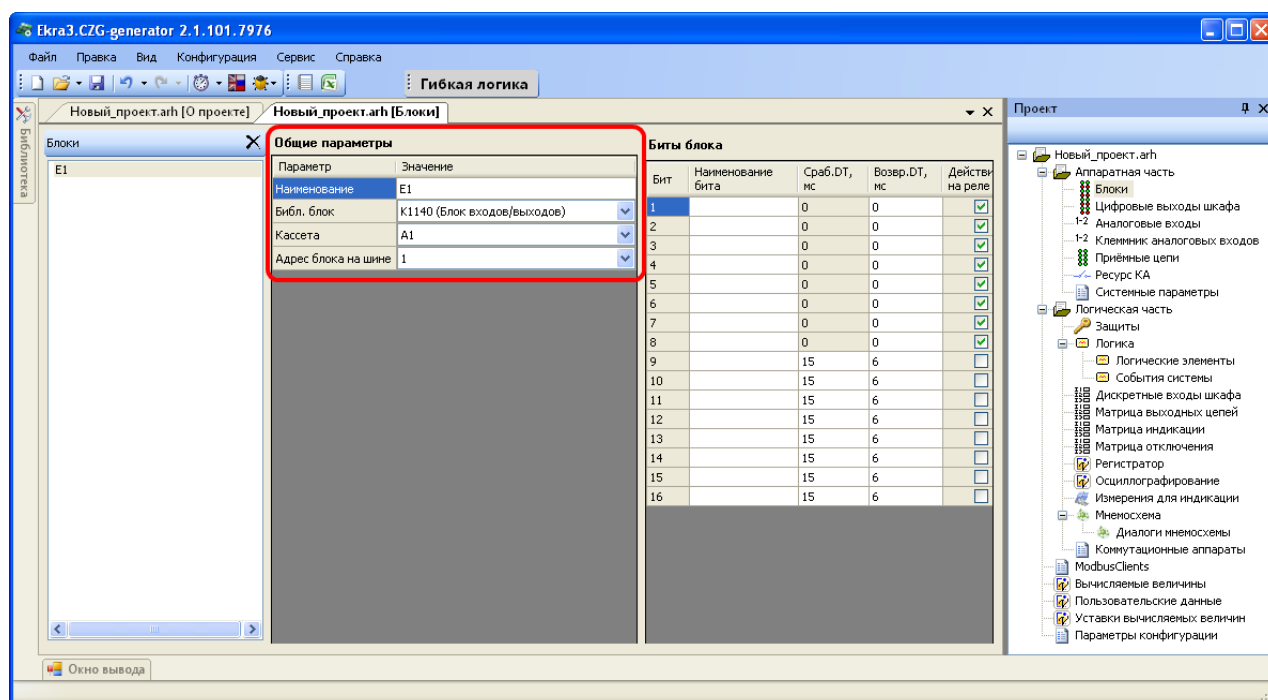 Ekra3.CZG-generator 2.1.101.7976
Файл Правка Вид Конфигурация Сервис Справка
Гибкая логика
Библиотека
Новый_проект.arh [О проекте] Новый_проект.arh [Блоки]
Блоки
E1
Общие параметры
Параметр Значение
Наименование E1
Библ. блок К1140 (Блок входов/выходов)
Кассета A1
Адрес блока на шине 1
Биты блока
Бит Наименование бита Сраб.DT, мс Возвр.DT, мс Действи на реле
1 0 0
2 0 0
3 0 0
4 0 0
5 0 0
6 0 0
7 0 0
8 0 0
9 15 6
10 15 6
11 15 6
12 15 6
13 15 6
14 15 6
15 15 6
16 15 6
Проект
Новый_проект.arh
Аппаратная часть
Блоки
Цифровые выходы шкафа
1-2 Аналоговые входы
1-2 Клеммник аналоговых входов
Приёмные цепи
Ресурс КА
Системные параметры
Логическая часть
Защиты
Логика
Логические элементы
События системы
Дискретные входы шкафа
Матрица выходных цепей
Матрица индикации
Матрица отключения
Регистратор
Осциллографирование
Измерения для индикации
Мнемосхема
Диалоги мнемосхемы
Коммутационные аппараты
ModbusClients
Вычисляемые величины
Пользовательские данные
Уставки вычисляемых величин
Параметры конфигурации
Окно вывода